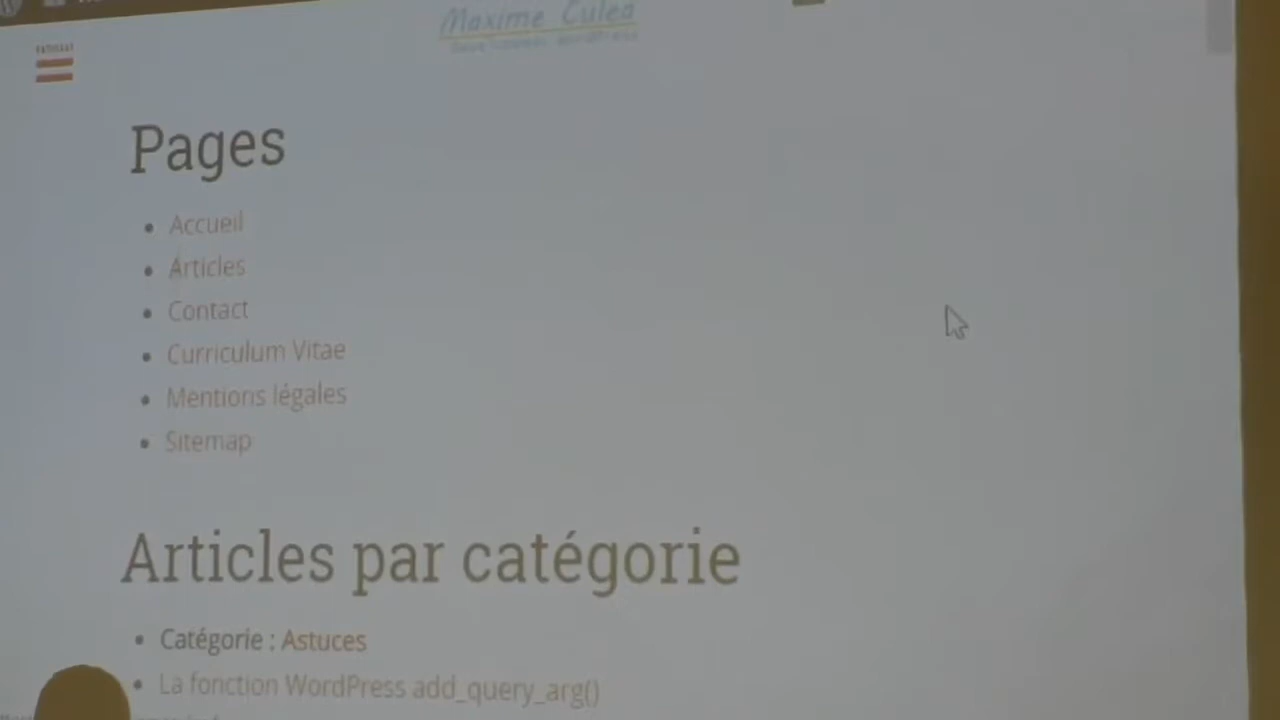 Maxime Culea
Pages
Accueil
Articles
Contact
Curriculum Vitae
Mentions légales
Sitemap
Articles par catégorie
Catégorie : Astuces
La fonction WordPress add_query_arg()